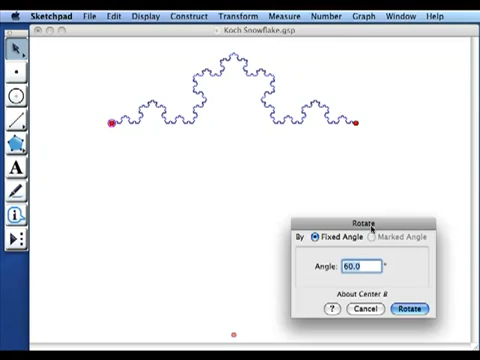 Sketchpad File Edit Display Construct Transform Measure Number Graph Window Help
Koch Snowflake.gsp
A
Rotate
By Fixed Angle Marked Angle
Angle: 60.0 °
About Center B
? Cancel Rotate